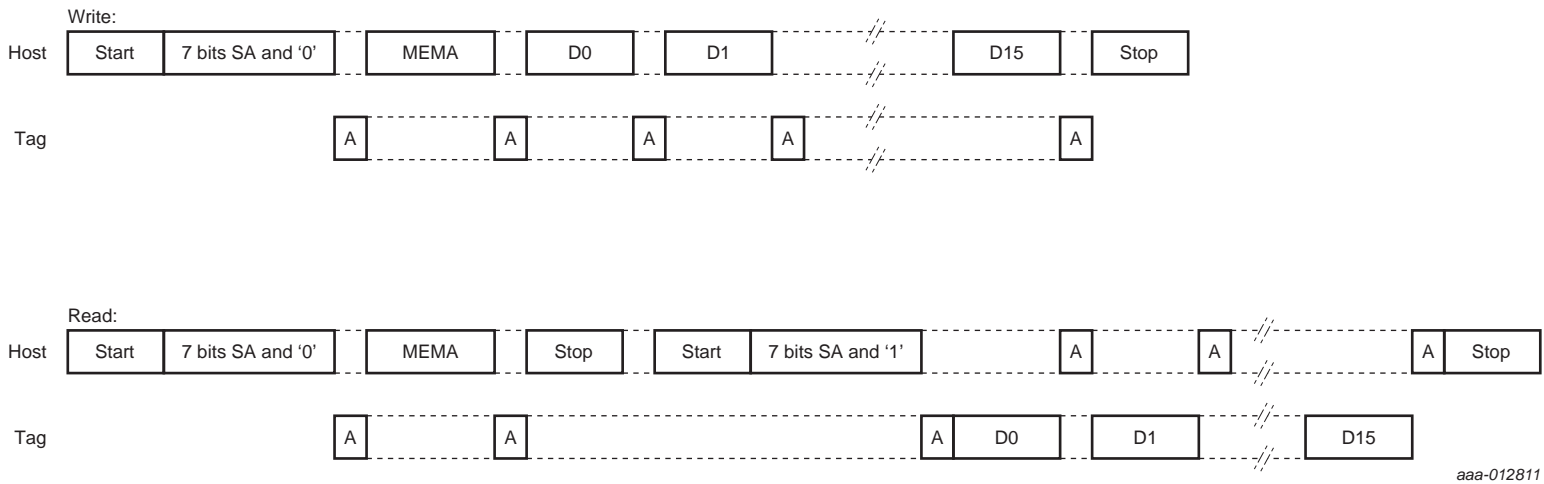 Write:
Host Start 7 bits SA and ‘0’ MEMA D0 D1 D15 Stop
Tag A A A A A
Read:
Host Start 7 bits SA and ‘0’ MEMA Stop Start 7 bits SA and ‘1’ A A A Stop
Tag A A A D0 D1 D15
aaa-012811